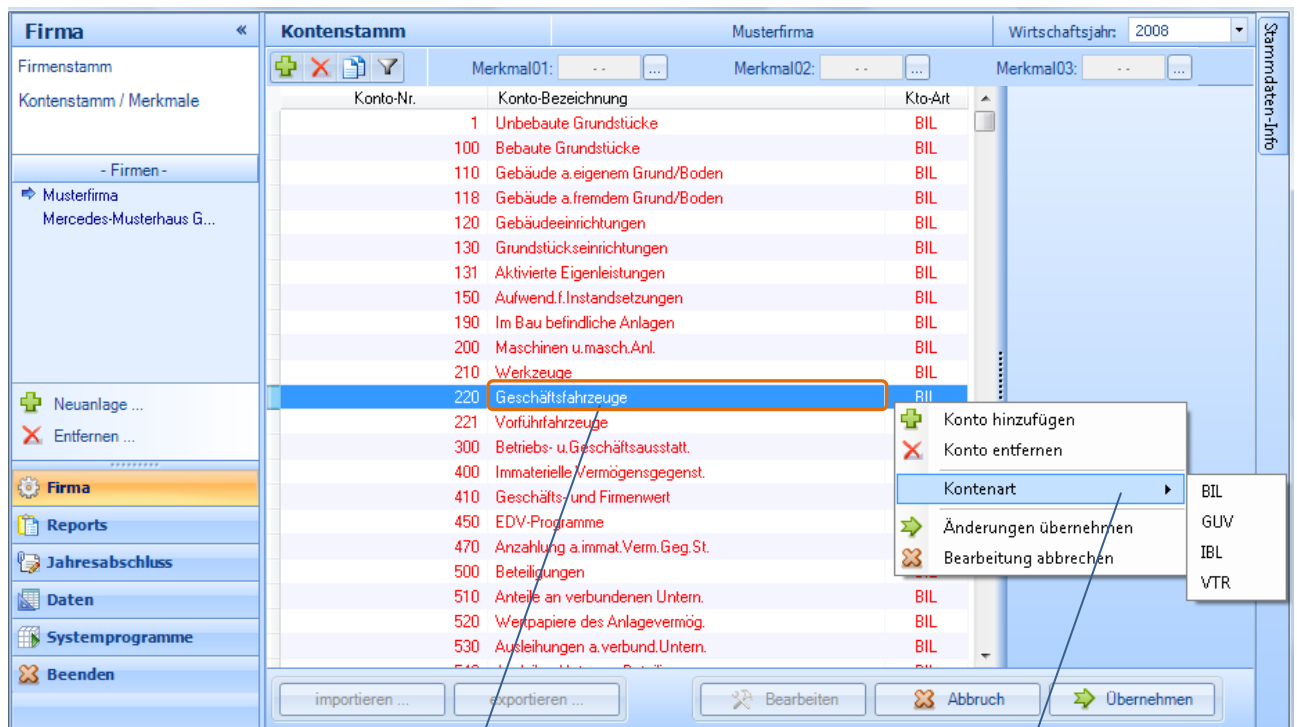 Firma «
Firmenstamm
Kontenstamm / Merkmale
- Firmen -
Musterfirma
Mercedes-Musterhaus G...
Neuanlage ...
Entfernen ...
Firma
Reports
Jahresabschluss
Daten
Systemprogramme
Beenden
Kontenstamm Musterfirma Wirtschaftsjahr: 2008
Merkmal01: - - ... Merkmal02: - - ... Merkmal03: - - ...
Konto-Nr. Konto-Bezeichnung Kto-Art
1 Unbebaute Grundstücke BIL
100 Bebaute Grundstücke BIL
110 Gebäude a.eigenem Grund/Boden BIL
118 Gebäude a.fremdem Grund/Boden BIL
120 Gebäudeeinrichtungen BIL
130 Grundstückseinrichtungen BIL
131 Aktivierte Eigenleistungen BIL
150 Aufwend.f.Instandsetzungen BIL
190 Im Bau befindliche Anlagen BIL
200 Maschinen u.masch.Anl. BIL
210 Werkzeuge BIL
220 Geschäftsfahrzeuge BIL
221 Vorführfahrzeuge
300 Betriebs- u.Geschäftsausstatt.
400 Immaterielle Vermögensgegenst.
410 Geschäfts- und Firmenwert
450 EDV-Programme
470 Anzahlung a.immat.Verm.Geg.St.
500 Beteiligungen
510 Anteile an verbundenen Untern. BIL
520 Wertpapiere des Anlagevermög. BIL
530 Ausleihungen a.verbund.Untern. BIL
Konto hinzufügen
Konto entfernen
Kontenart
Änderungen übernehmen
Bearbeitung abbrechen
BIL
GUV
IBL
VTR
importieren ... exportieren ... Bearbeiten Abbruch Übernehmen
Stammdaten-Info